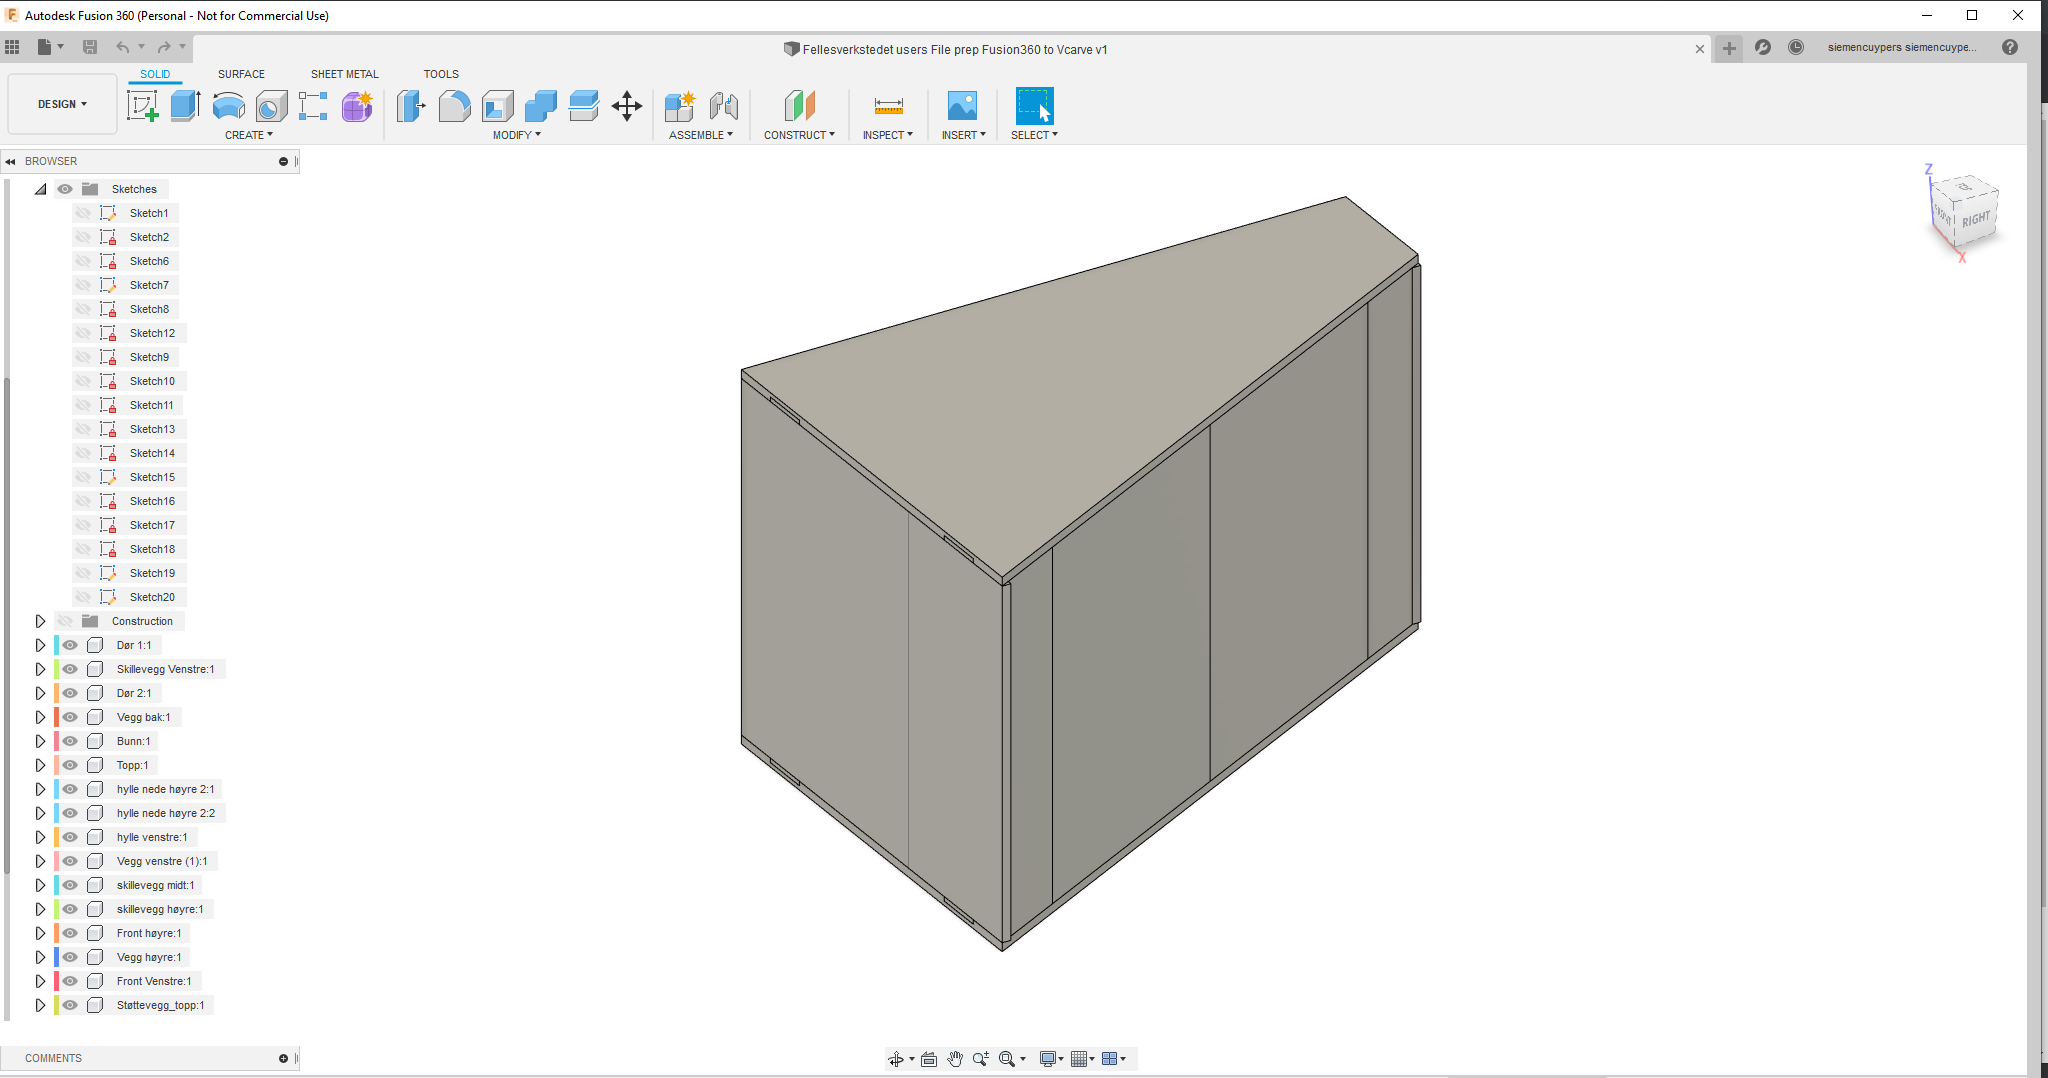 Autodesk Fusion 360 (Personal - Not for Commercial Use)
Fellesverkstedet users File prep Fusion360 to Vcarve v1
siemencuypers siemencuype...
SOLID SURFACE SHEET METAL TOOLS
DESIGN
CREATE MODIFY ASSEMBLE CONSTRUCT INSPECT INSERT SELECT
BROWSER
Sketches
Sketch1
Sketch2
Sketch6
Sketch7
Sketch8
Sketch12
Sketch9
Sketch10
Sketch11
Sketch13
Sketch14
Sketch15
Sketch16
Sketch17
Sketch18
Sketch19
Sketch20
Construction
Dør 1:1
Skillevegg Venstre:1
Dør 2:1
Vegg bak:1
Bunn:1
Topp:1
hylle nede høyre 2:1
hylle nede høyre 2:2
hylle venstre:1
Vegg venstre (1):1
skillevegg midt:1
skillevegg høyre:1
Front høyre:1
Vegg høyre:1
Front Venstre:1
Støttevegg_topp:1
COMMENTS
Z
FRONT
RIGHT
X